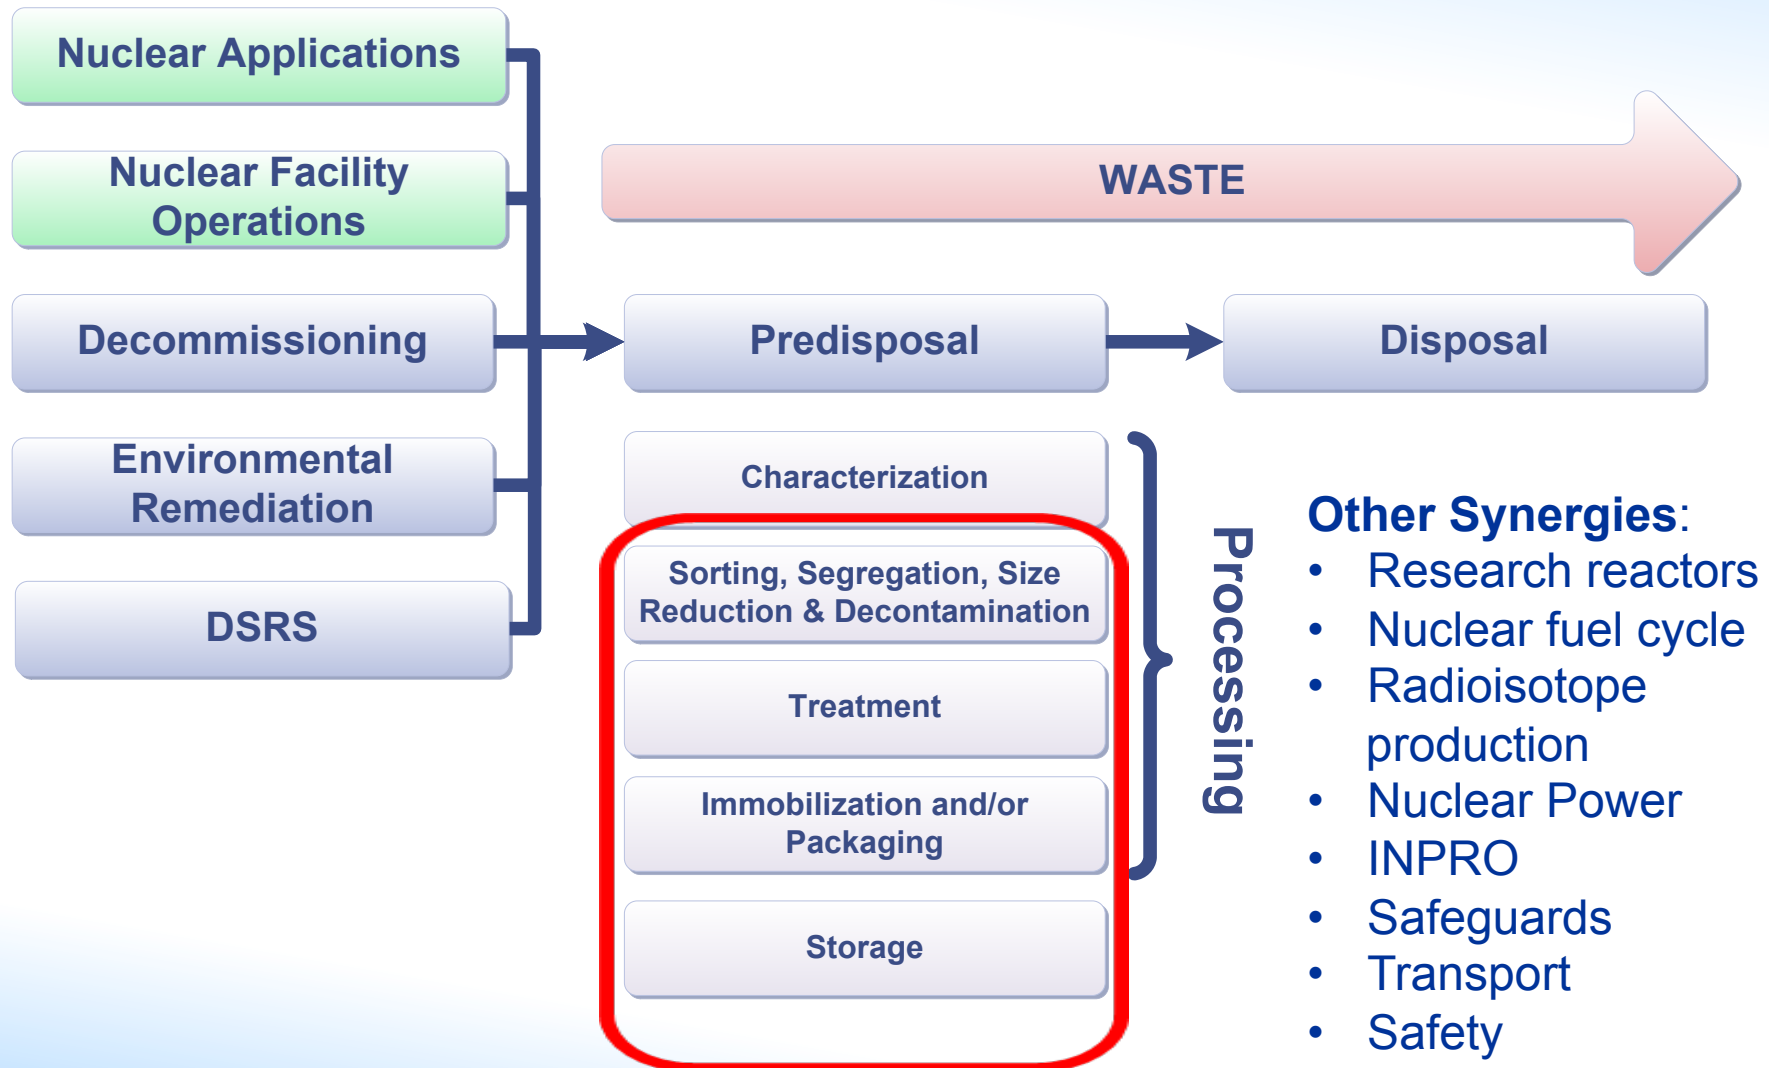 Nuclear Applications
Nuclear Facility
Operations
Decommissioning
Environmental
Remediation
DSRS
WASTE
Predisposal
Disposal
Characterization
Sorting, Segregation, Size
Reduction & Decontamination
Treatment
Immobilization and/or
Packaging
Storage
Processing
Other Synergies:
• Research reactors
• Nuclear fuel cycle
• Radioisotope
production
• Nuclear Power
• INPRO
• Safeguards
• Transport
• Safety